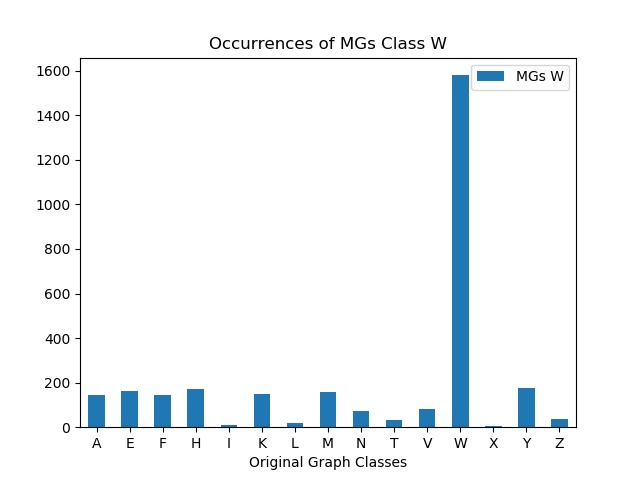 Occurrences of MGs Class W
MGs W
1600
1400
1200
1000
800
600
400
200
0
A E F H I K L M N T V W X Y Z
Original Graph Classes